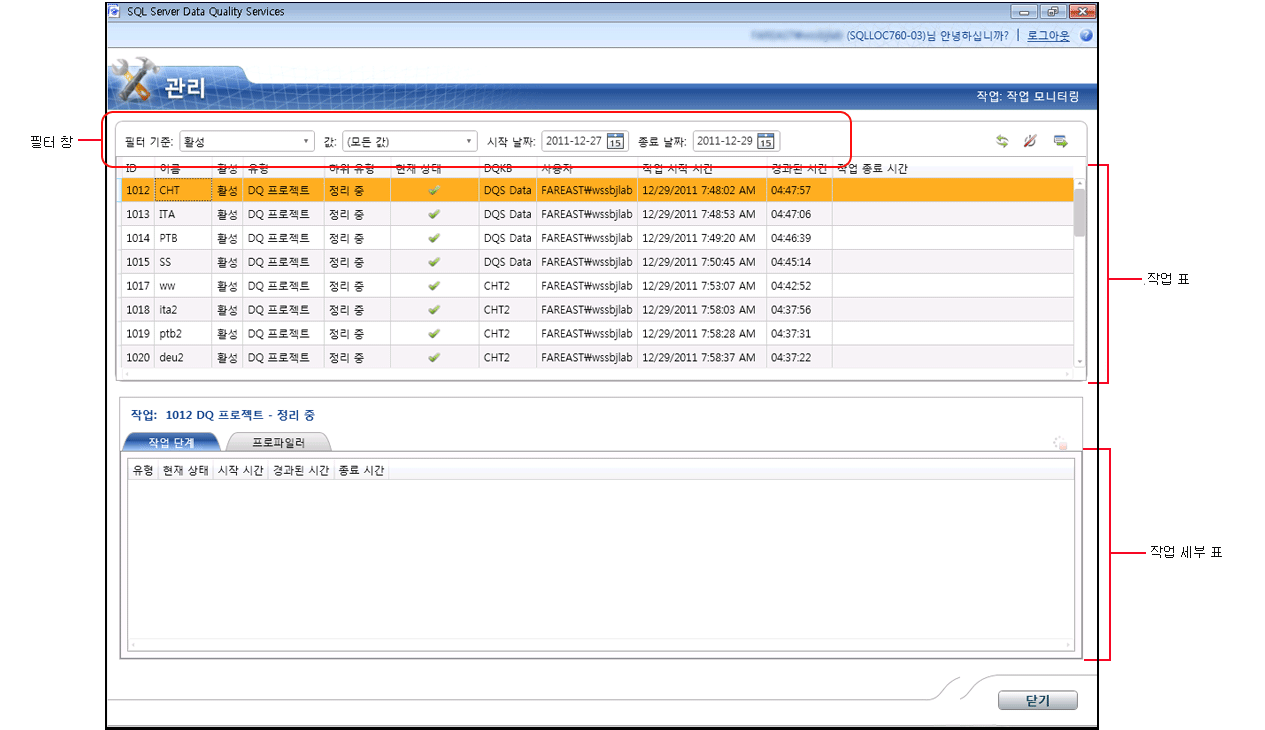 SQL Server Data Quality Services
(SQLLOC760-03)님 안녕하십니까? | 로그아웃
관리
작업: 작업 모니터링
필터 창
필터 기준: 활성 값: (모든 값) 시작 날짜: 2011-12-27 15 종료 날짜: 2011-12-29 15
ID 이름 활성 유형 하위 유형 현재 상태 DQKB 사용자 작업 시작 시간 경과된 시간 작업 종료 시간
1012 CHT 활성 DQ 프로젝트 정리 중 DQS Data FAREAST₩wssbjlab 12/29/2011 7:48:02 AM 04:47:57
1013 ITA 활성 DQ 프로젝트 정리 중 DQS Data FAREAST₩wssbjlab 12/29/2011 7:48:53 AM 04:47:06
1014 PTB 활성 DQ 프로젝트 정리 중 DQS Data FAREAST₩wssbjlab 12/29/2011 7:49:20 AM 04:46:39
1015 SS 활성 DQ 프로젝트 정리 중 DQS Data FAREAST₩wssbjlab 12/29/2011 7:50:45 AM 04:45:14
1017 ww 활성 DQ 프로젝트 정리 중 CHT2 FAREAST₩wssbjlab 12/29/2011 7:53:07 AM 04:42:52
1018 ita2 활성 DQ 프로젝트 정리 중 CHT2 FAREAST₩wssbjlab 12/29/2011 7:58:03 AM 04:37:56
1019 ptb2 활성 DQ 프로젝트 정리 중 CHT2 FAREAST₩wssbjlab 12/29/2011 7:58:28 AM 04:37:31
1020 deu2 활성 DQ 프로젝트 정리 중 CHT2 FAREAST₩wssbjlab 12/29/2011 7:58:37 AM 04:37:22
작업 표
작업: 1012 DQ 프로젝트 - 정리 중
작업 단계 프로파일러
유형 현재 상태 시작 시간 경과된 시간 종료 시간
작업 세부 표
닫기